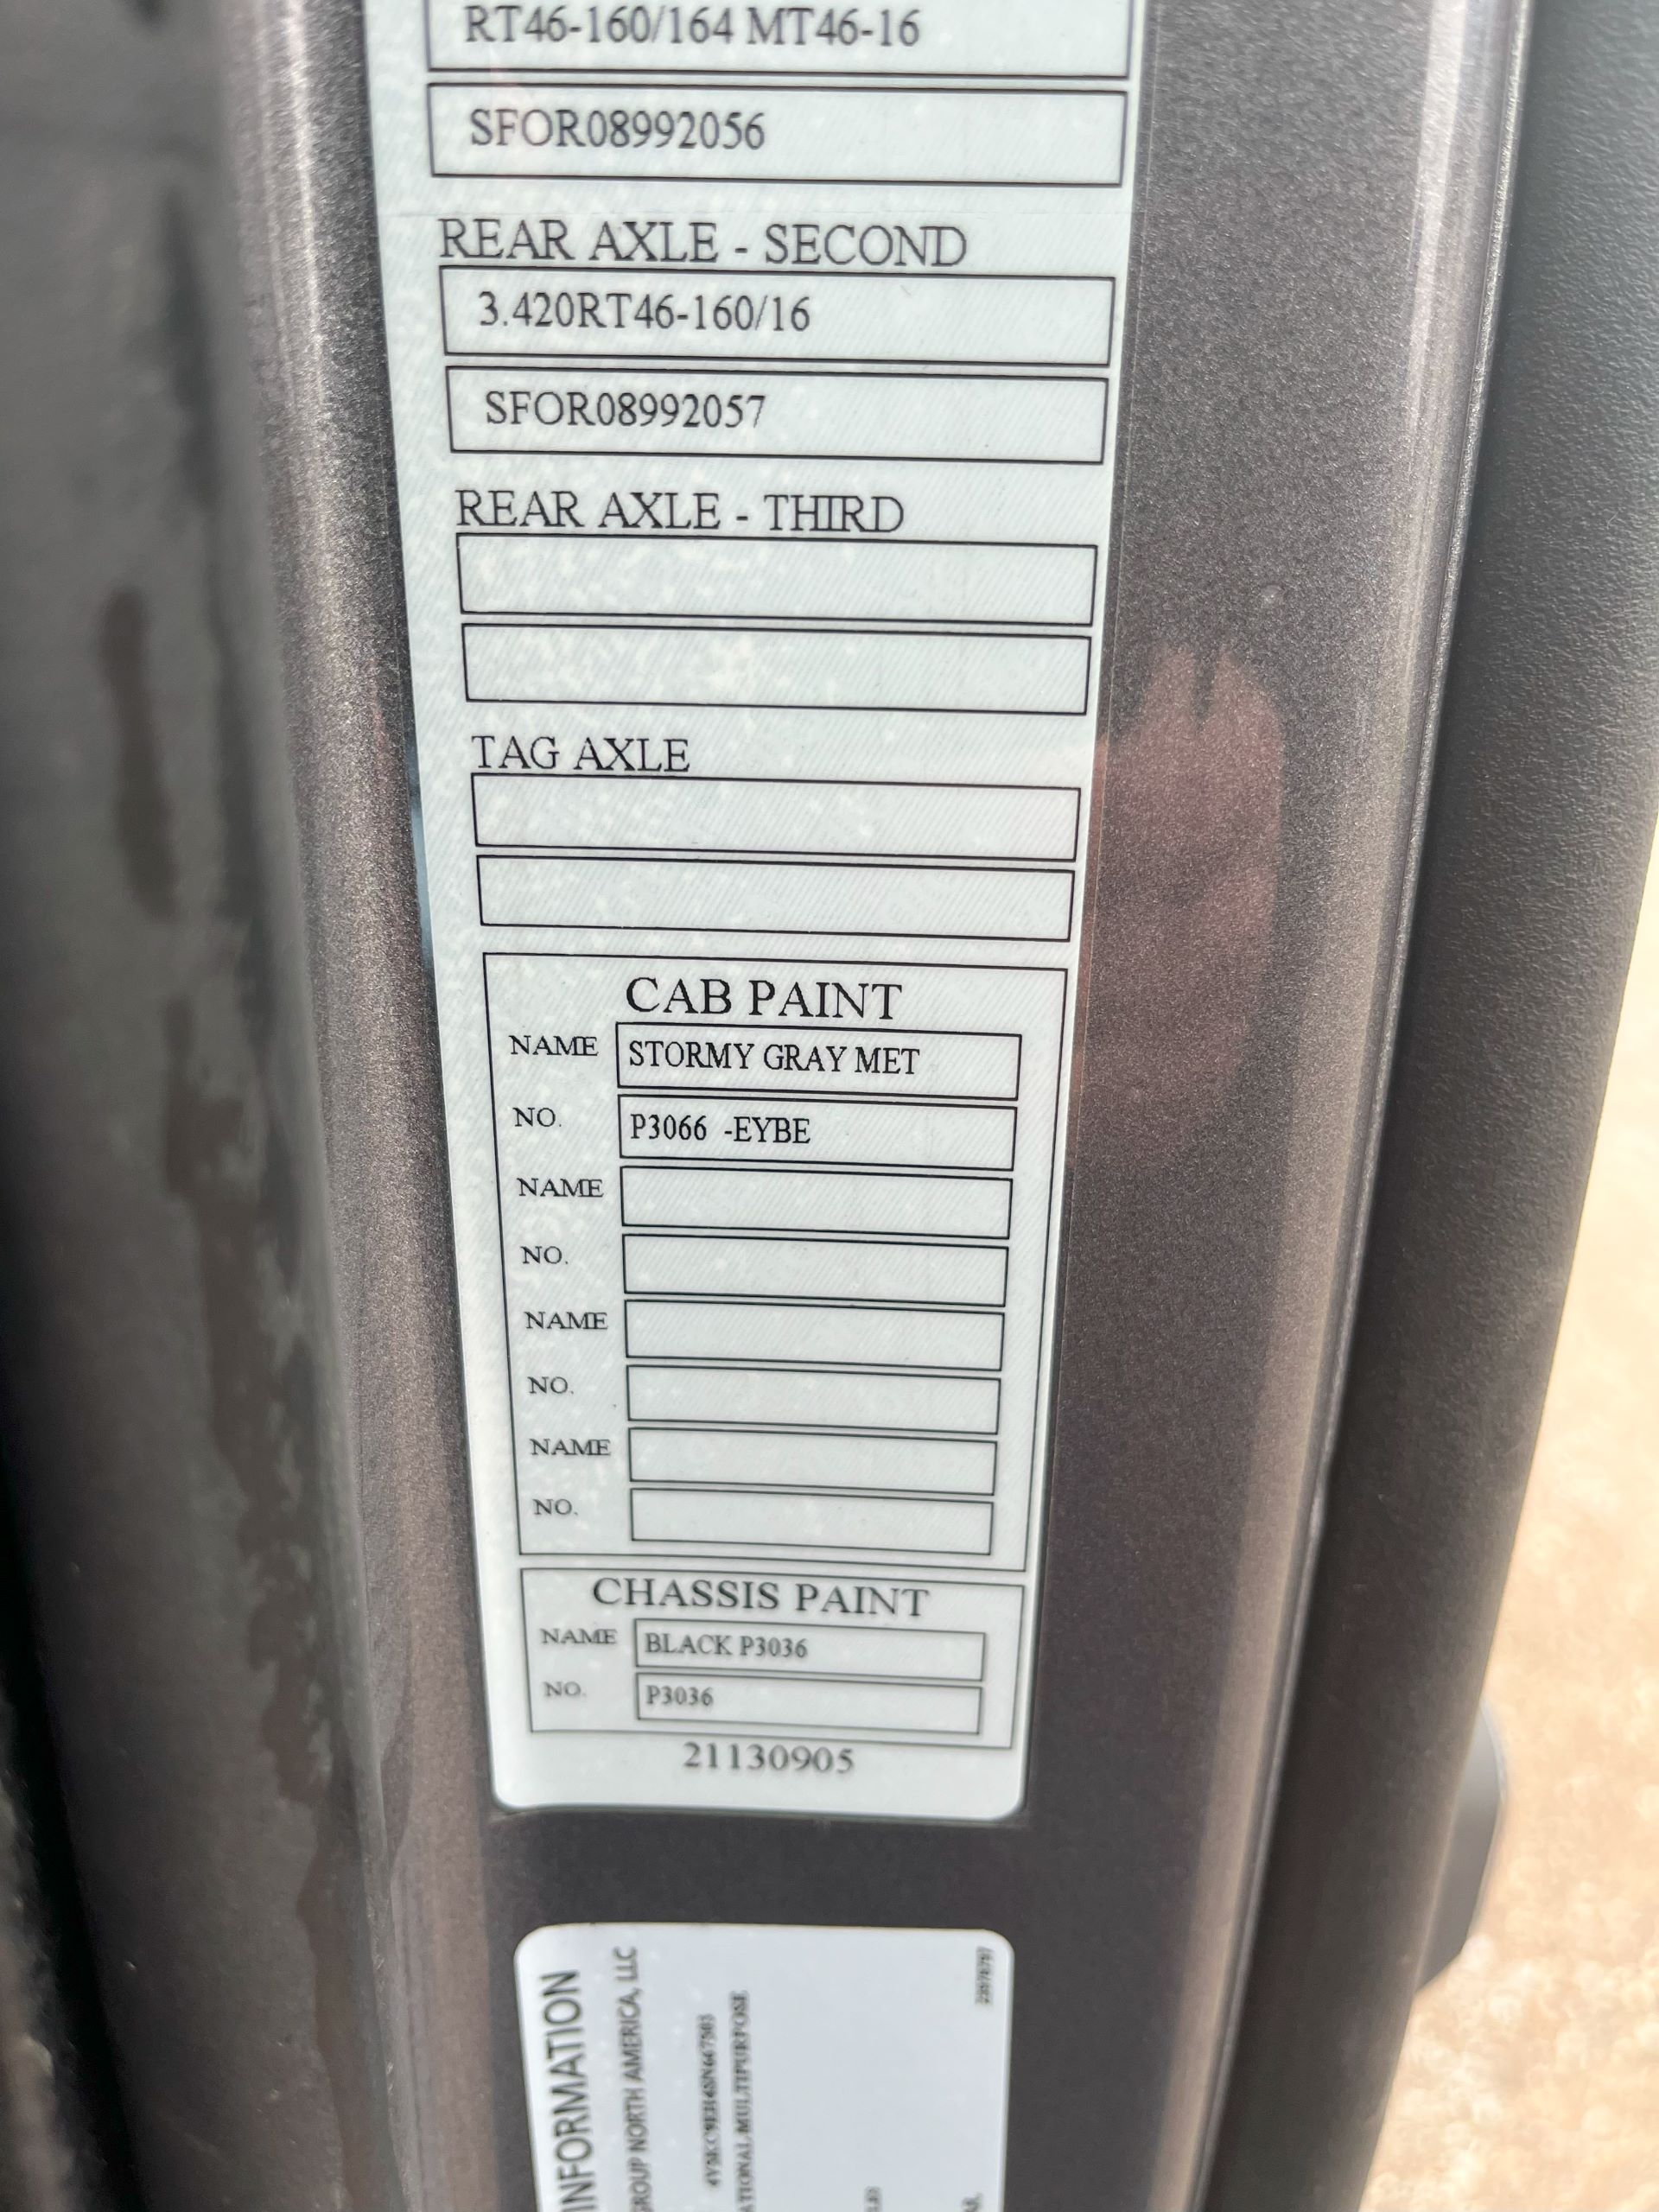 RT46-160/164 MT46-16
SFOR08992056
REAR AXLE - SECOND
3.420RT46-160/16
SFOR08992057
REAR AXLE - THIRD
TAG AXLE
CAB PAINT
NAME STORMY GRAY MET
NO. P3066 -EYBE
NAME
NO.
NAME
NO.
NAME
NO.
CHASSIS PAINT
NAME BLACK P3036
NO. P3036
21130905
INFORMATION
GROUP NORTH AMERICA, LLC
ATIONAL MULTIPURPOSE